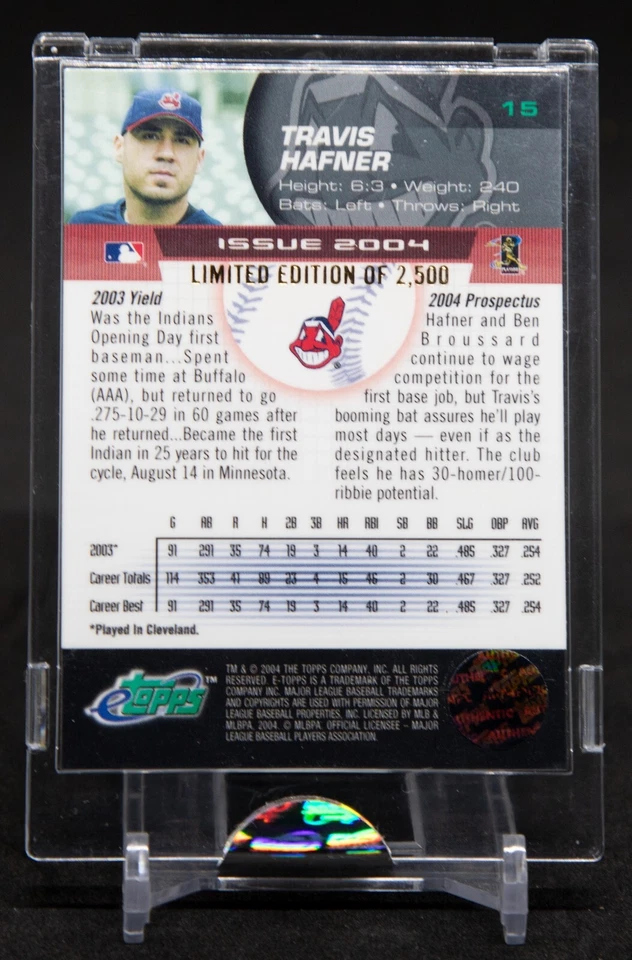 15
TRAVIS
HAFNER
Height: 6:3 • Weight: 240
Bats: Left • Throws: Right
ISSUE 2004
LIMITED EDITION OF 2,500
2003 Yield
Was the Indians
Opening Day first
baseman...Spent
some time at Buffalo
(AAA), but returned to go
.275-10-29 in 60 games after
he returned...Became the first
Indian in 25 years to hit for the
cycle, August 14 in Minnesota.
2004 Prospectus
Hafner and Ben
Broussard
continue to wage
competition for the
first base job, but Travis's
booming bat assures he'll play
most days — even if as the
designated hitter. The club
feels he has 30-homer/100-
ribbie potential.
G AB R H 2B 3B HR RBI SB BB SLG OBP AVG
2003* 91 291 35 74 19 3 14 40 2 22 .485 .327 .254
Career Totals 114 353 41 89 23 4 15 46 2 30 .467 .327 .252
Career Best 91 291 35 74 19 3 14 40 2 22 .485 .327 .254
*Played in Cleveland.
etopps™
TM & © 2004 THE TOPPS COMPANY, INC. ALL RIGHTS
RESERVED. E-TOPPS IS A TRADEMARK OF THE TOPPS
COMPANY INC. MAJOR LEAGUE BASEBALL TRADEMARKS
AND COPYRIGHTS ARE USED WITH PERMISSION OF MAJOR
LEAGUE BASEBALL PROPERTIES, INC. LICENSED BY MLB &
MLBPA, 2004. © MLBPA. OFFICIAL LICENSEE – MAJOR
LEAGUE BASEBALL PLAYERS ASSOCIATION.